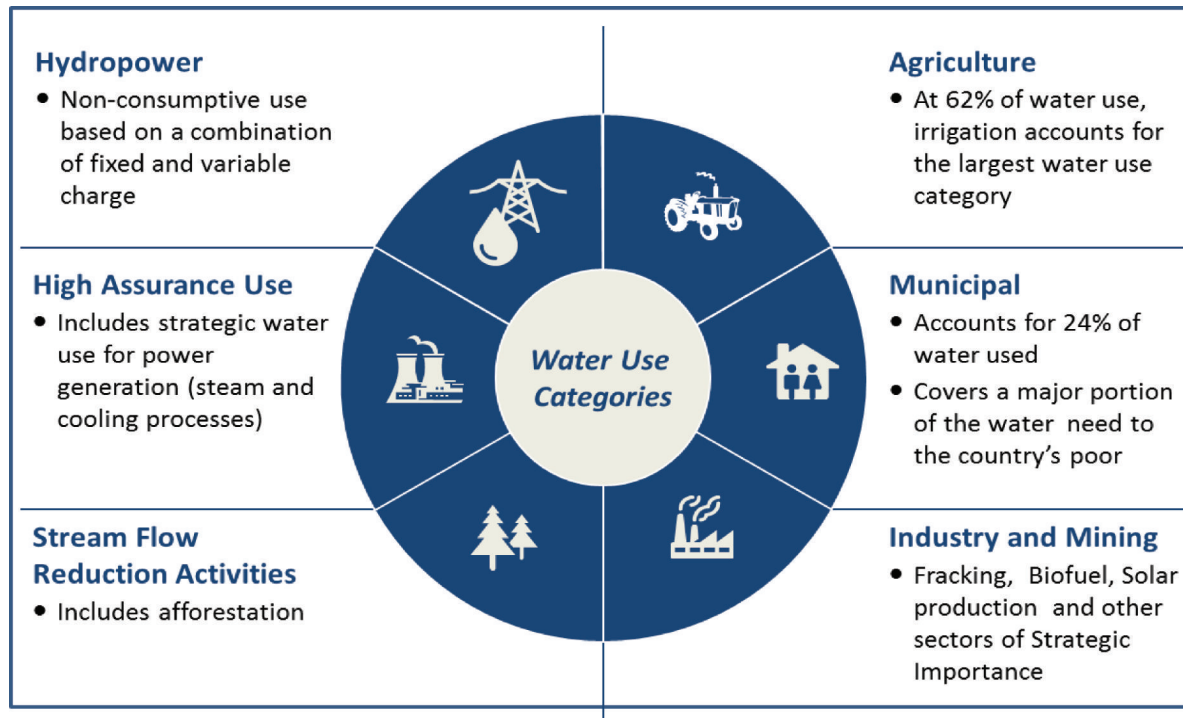 Hydropower
• Non-consumptive use
based on a combination
of fixed and variable
charge
High Assurance Use
• Includes strategic water
use for power
generation (steam and
cooling processes)
Stream Flow
Reduction Activities
• Includes afforestation
Water Use
Categories
Agriculture
• At 62% of water use,
irrigation accounts for
the largest water use
category
Municipal
• Accounts for 24% of
water used
• Covers a major portion
of the water need to
the country’s poor
Industry and Mining
• Fracking, Biofuel, Solar
production and other
sectors of Strategic
Importance